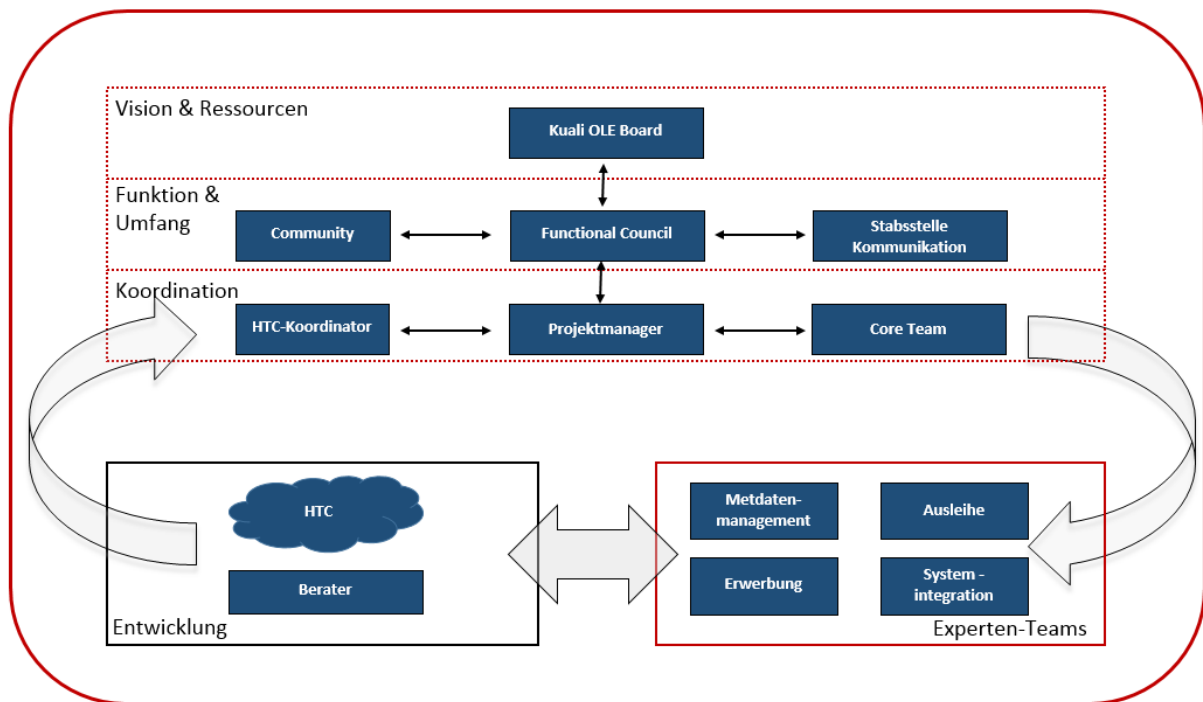 Vision & Ressourcen
Kuali OLE Board
Funktion &
Umfang
Community
Functional Council
Stabsstelle
Kommunikation
Koordination
HTC-Koordinator
Projektmanager
Core Team
HTC
Berater
Entwicklung
Metdaten-
management
Ausleihe
Erwerbung
System -
integration
Experten-Teams